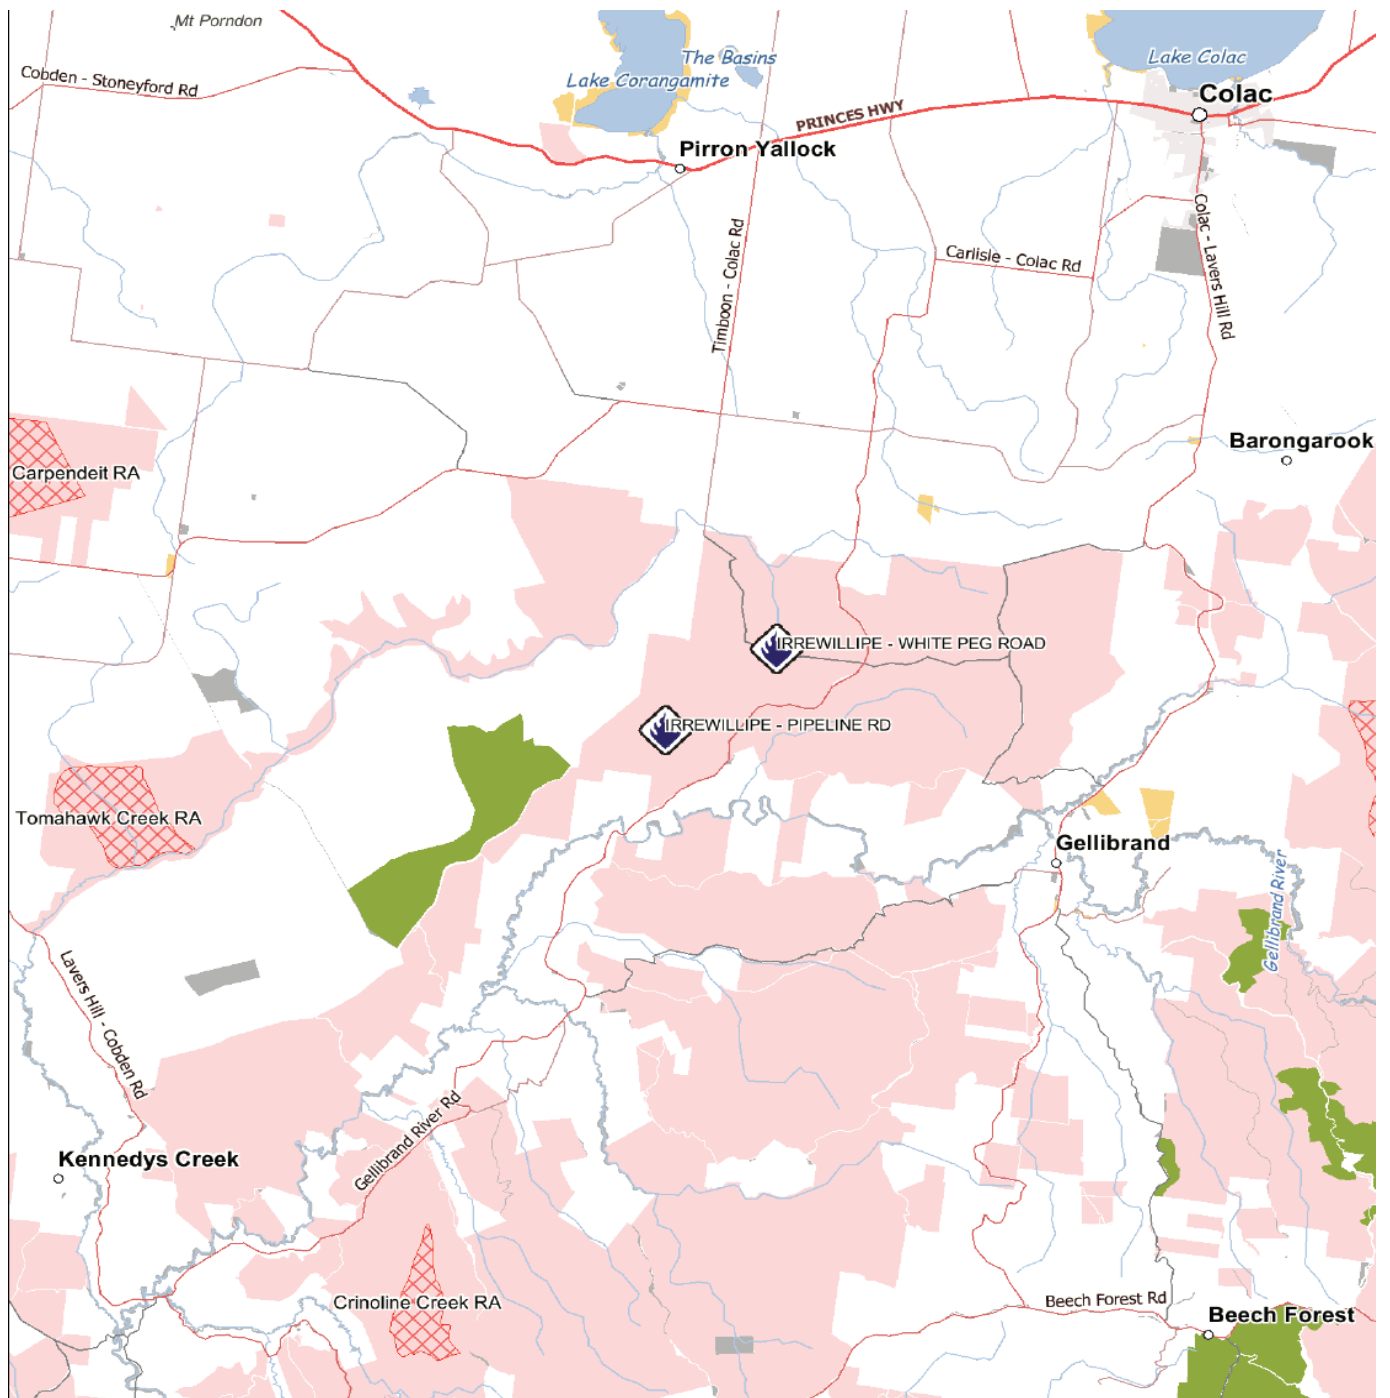 Mt Porndon
The Basins
Lake Colac
Cobden - Stoneyford Rd
Lake Corangamite
Colac
PRINCES HWY
Pirron Yallock
Colac - Lavers Hill Rd
Timboon - Colac Rd
Carlisle - Colac Rd
Barongarook
Carpendeit RA
IRREWILLIPE - WHITE PEG ROAD
IRREWILLIPE - PIPELINE RD
Tomahawk Creek RA
Gellibrand
Gellibrand River
Lavers Hill - Cobden Rd
Gellibrand River Rd
Kennedys Creek
Crinoline Creek RA
Beech Forest Rd
Beech Forest